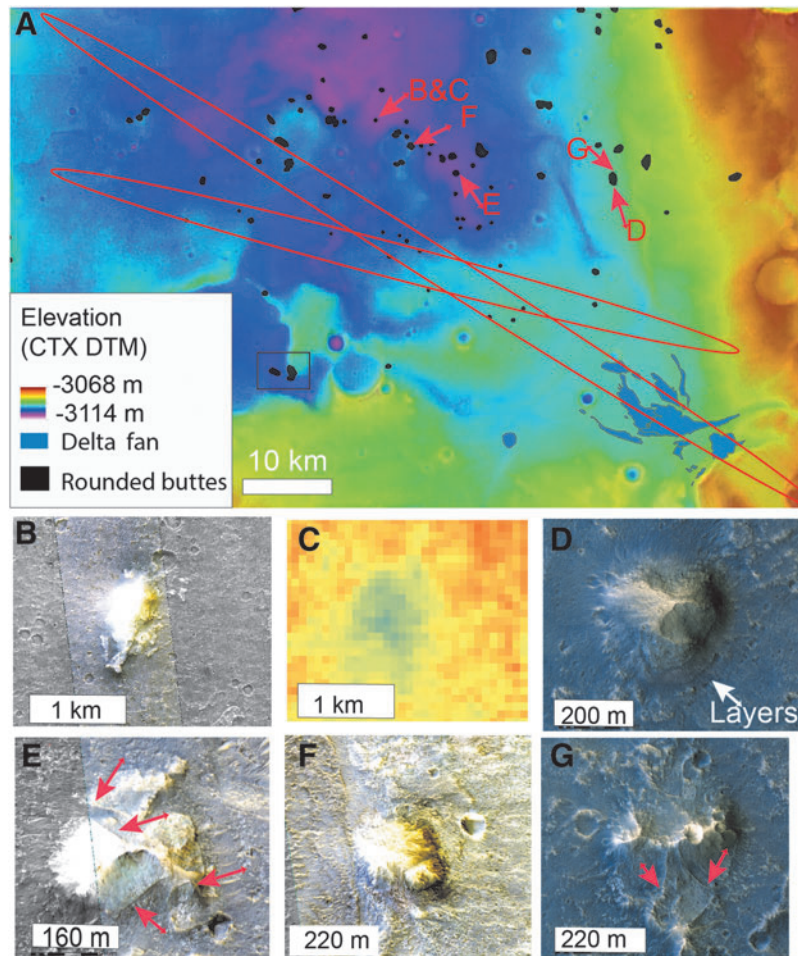 A
B&C
F
G
E
D
Elevation
(CTX DTM)
-3068 m
-3114 m
Delta fan
Rounded buttes
10 km
B
1 km
C
1 km
D
200 m
Layers
E
160 m
F
220 m
G
220 m